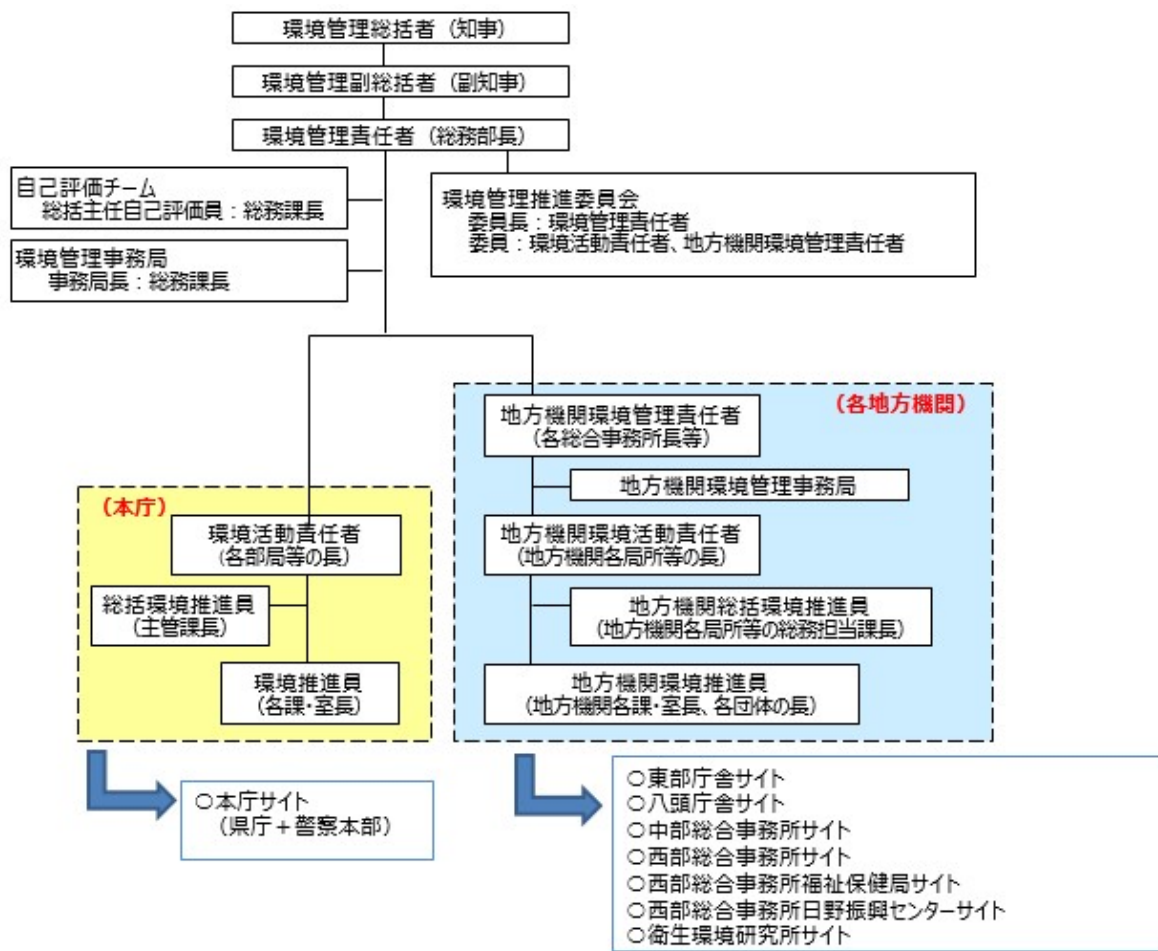 環境管理総括者（知事）
環境管理副総括者（副知事）
環境管理責任者（総務部長）
自己評価チーム
総括主任自己評価員：総務課長
環境管理推進委員会
委員長：環境管理責任者
委員：環境活動責任者、地方機関環境管理責任者
環境管理事務局
事務局長：総務課長
（本庁）
環境活動責任者
（各部局等の長）
総括環境推進員
（主管課長）
環境推進員
（各課・室長）
（各地方機関）
地方機関環境管理責任者
（各総合事務所長等）
地方機関環境管理事務局
地方機関環境活動責任者
（地方機関各局所等の長）
地方機関総括環境推進員
（地方機関各局所等の総務担当課長）
地方機関環境推進員
（地方機関各課・室長、各団体の長）
○本庁サイト
（県庁＋警察本部）
○東部庁舎サイト
○八頭庁舎サイト
○中部総合事務所サイト
○西部総合事務所サイト
○西部総合事務所福祉保健局サイト
○西部総合事務所日野振興センターサイト
○衛生環境研究所サイト